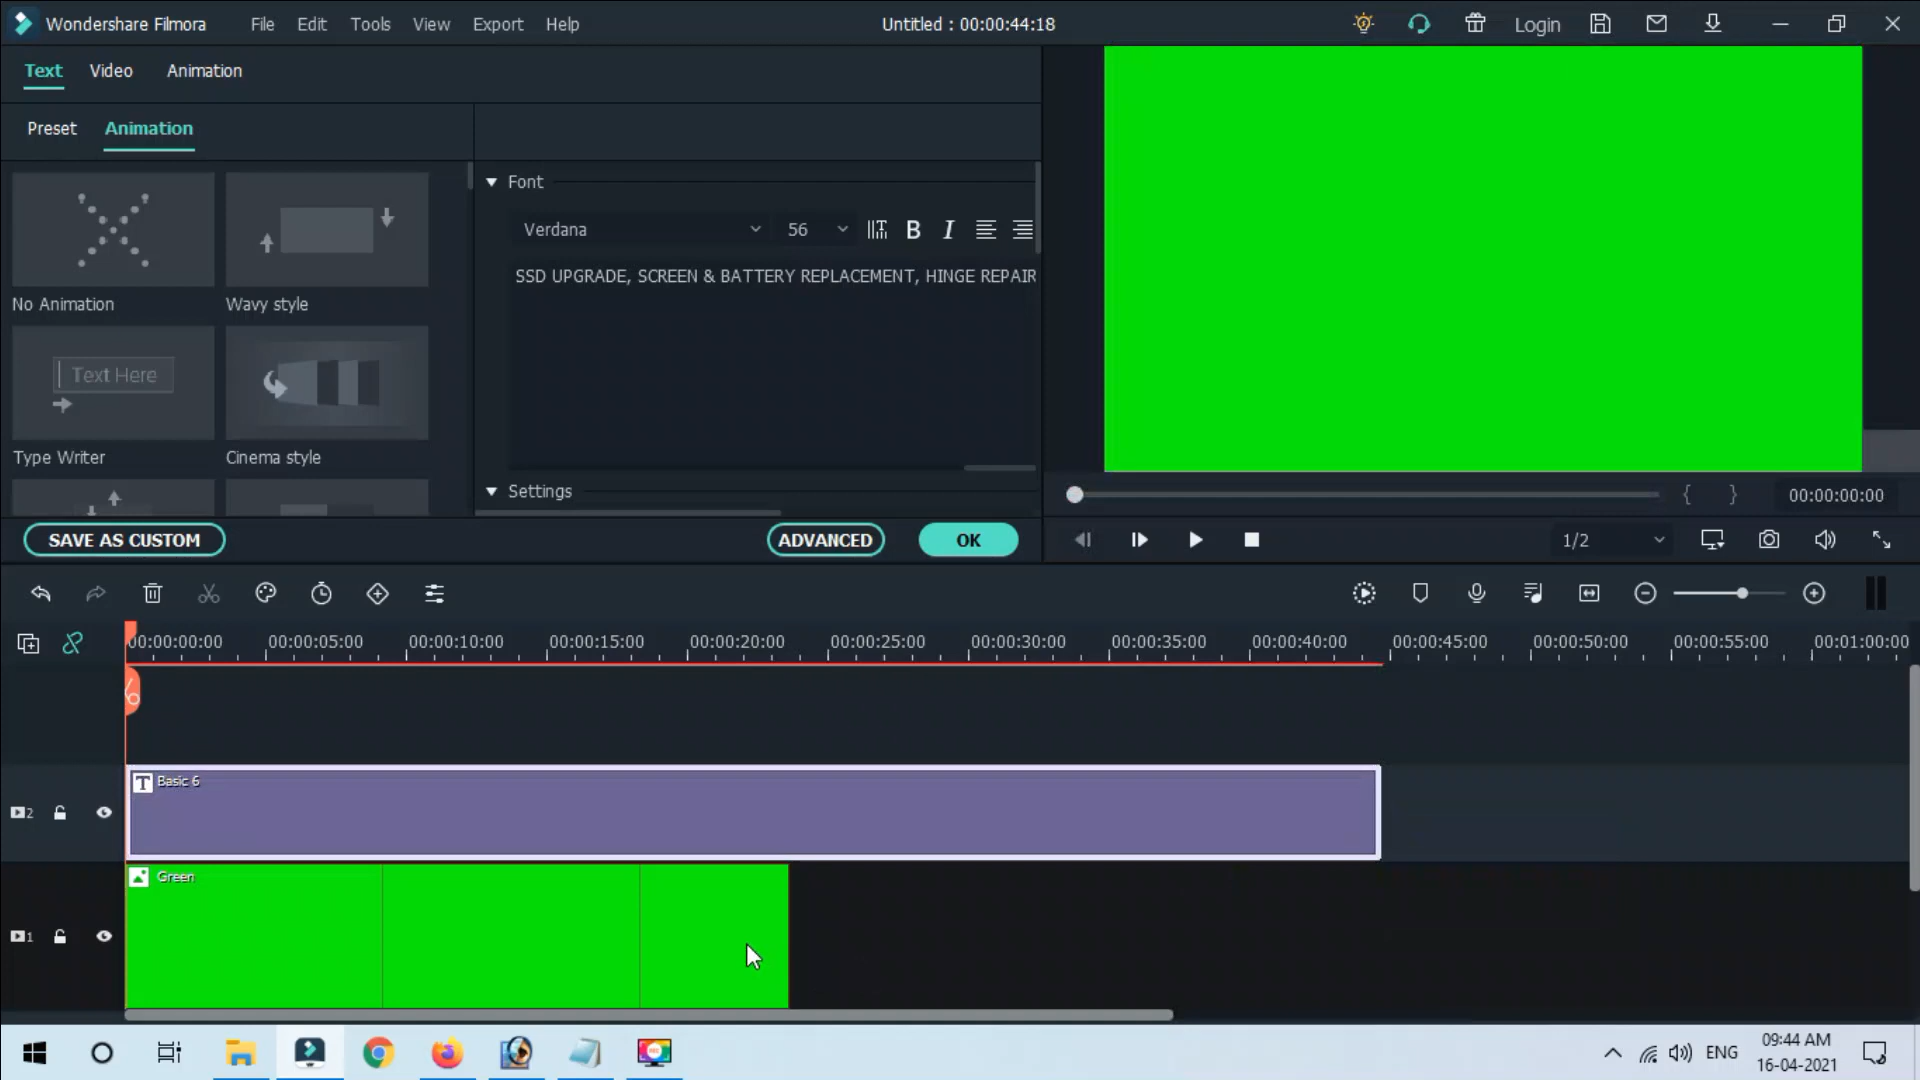 Wondershare Filmora File Edit Tools View Export Help Untitled : 00:00:44:18 Login
Text Video Animation
Preset Animation
Font
Verdana 56 B I
SSD UPGRADE, SCREEN & BATTERY REPLACEMENT, HINGE REPAIR
No Animation Wavy style
Text Here
Type Writer Cinema style
Settings
{ } 00:00:00:00
SAVE AS CUSTOM ADVANCED OK 1/2
00:00:00:00 00:00:05:00 00:00:10:00 00:00:15:00 00:00:20:00 00:00:25:00 00:00:30:00 00:00:35:00 00:00:40:00 00:00:45:00 00:00:50:00 00:00:55:00 00:01:00:00
T Basic 6
2
Green
1
ENG 09:44 AM
16-04-2021